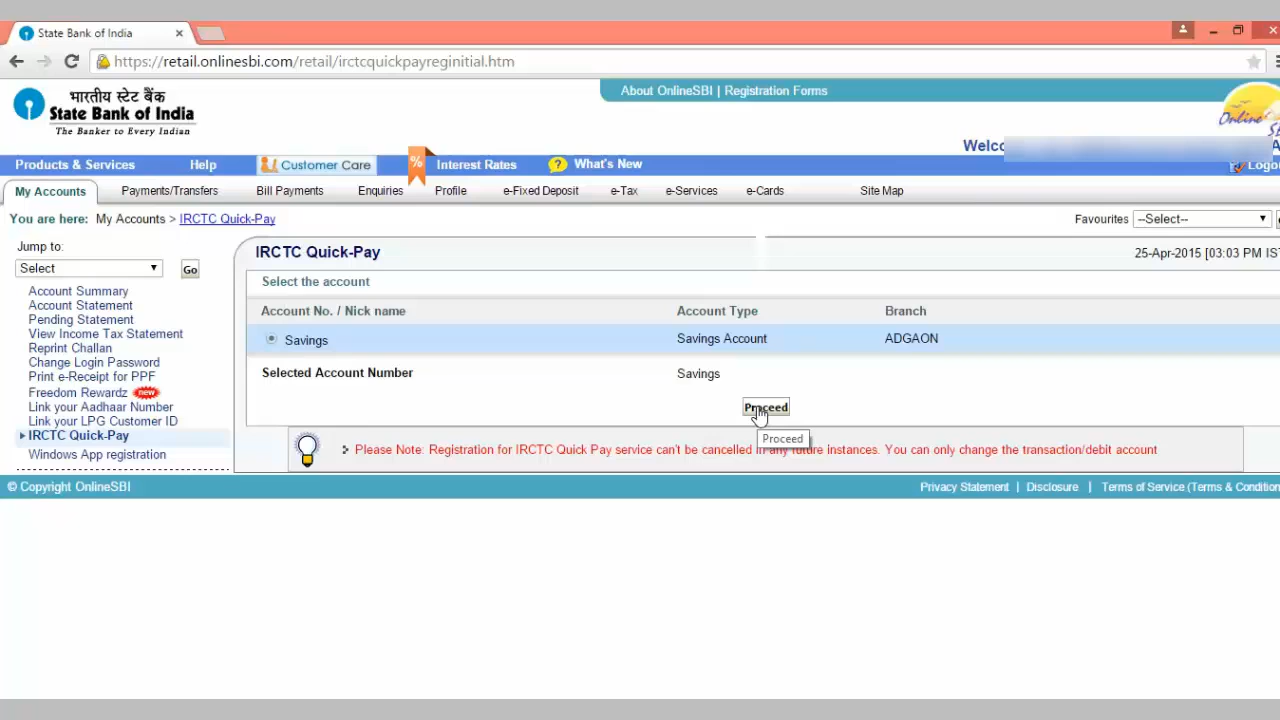 State Bank of India
https://retail.onlinesbi.com/retail/irctcquickpayreginitial.htm
About OnlineSBI | Registration Forms
भारतीय स्टेट बैंक
State Bank of India
The Banker to Every Indian
Online
Welco
Products & Services Help Customer Care % Interest Rates ? What's New Logo
My Accounts Payments/Transfers Bill Payments Enquiries Profile e-Fixed Deposit e-Tax e-Services e-Cards Site Map
You are here: My Accounts > IRCTC Quick-Pay Favourites --Select--
Jump to:
Select Go
IRCTC Quick-Pay 25-Apr-2015 [03:03 PM IST
Select the account
Account No. / Nick name Account Type Branch
Savings Savings Account ADGAON
Selected Account Number Savings
Proceed
Proceed
Please Note: Registration for IRCTC Quick Pay service can't be cancelled in any future instances. You can only change the transaction/debit account
Account Summary
Account Statement
Pending Statement
View Income Tax Statement
Reprint Challan
Change Login Password
Print e-Receipt for PPF
Freedom Rewardz new
Link your Aadhaar Number
Link your LPG Customer ID
IRCTC Quick-Pay
Windows App registration
© Copyright OnlineSBI Privacy Statement | Disclosure | Terms of Service (Terms & Condition